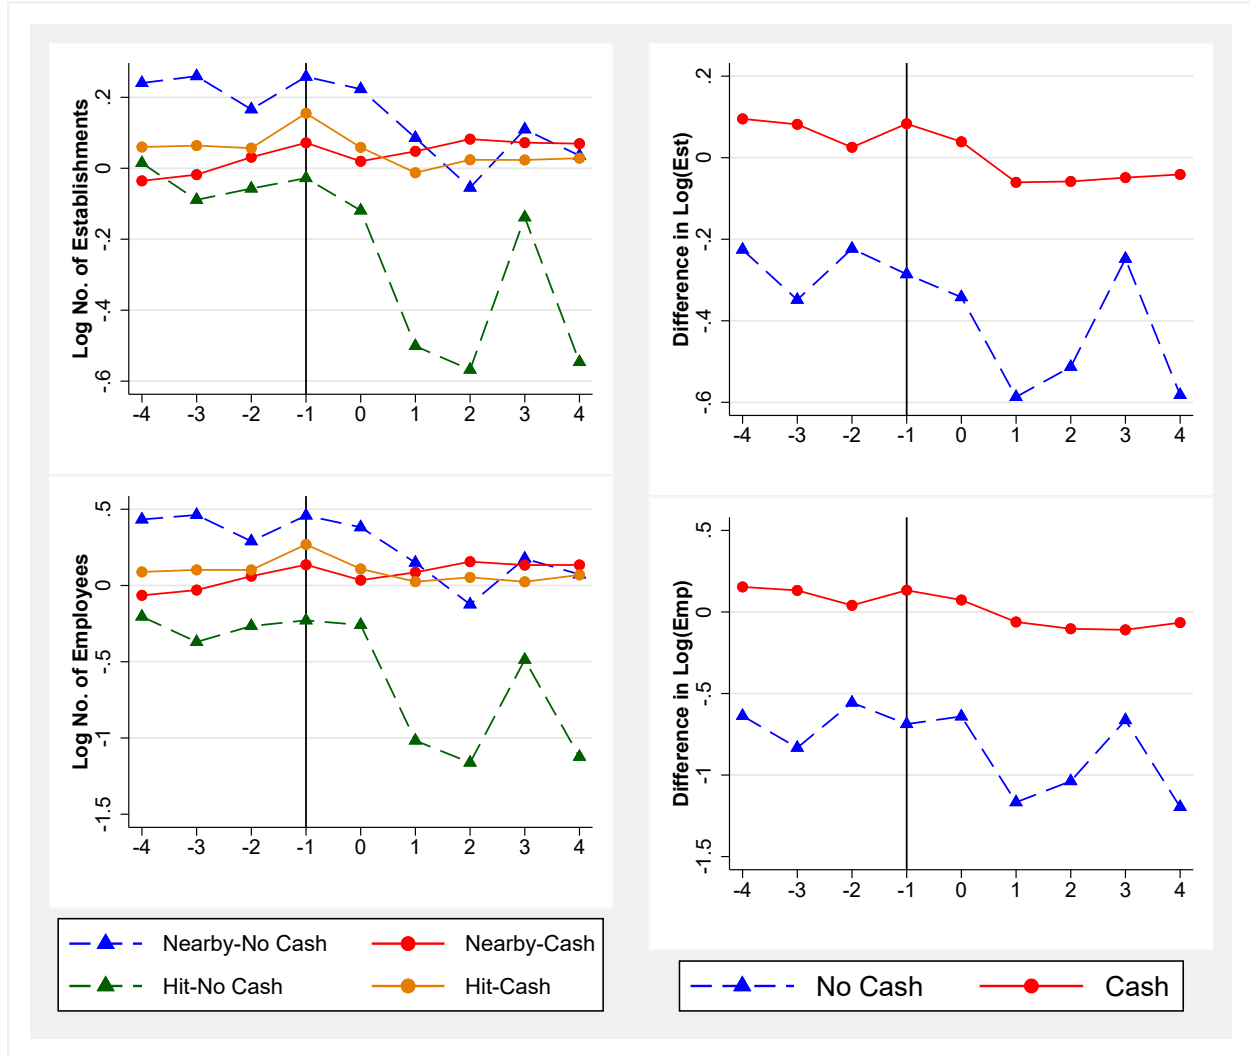 Log No. of Establishments
.2
0
-.2
-.4
-.6
-4 -3 -2 -1 0 1 2 3 4
Log No. of Employees
.5
0
-.5
-1
-1.5
-4 -3 -2 -1 0 1 2 3 4
Nearby-No Cash Nearby-Cash
Hit-No Cash Hit-Cash
Difference in Log(Est)
.2
0
-.2
-.4
-.6
-4 -3 -2 -1 0 1 2 3 4
Difference in Log(Emp)
.5
0
-.5
-1
-1.5
-4 -3 -2 -1 0 1 2 3 4
No Cash Cash